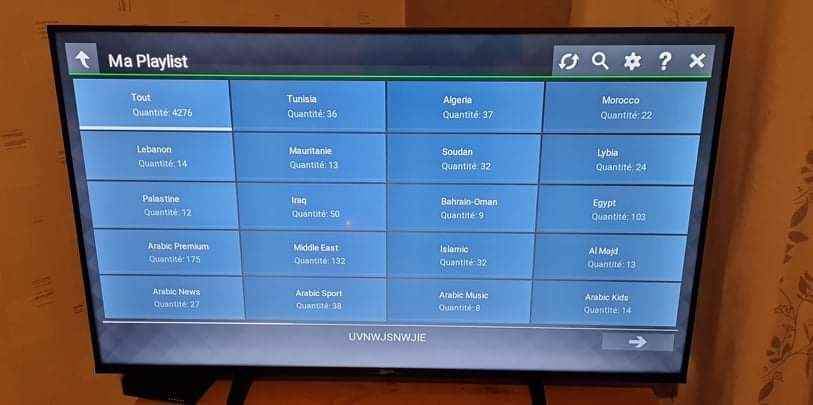 Ma Playlist
?
Tout
Quantité: 4276
Tunisia
Quantité: 36
Algeria
Quantité: 37
Morocco
Quantité: 22
Lebanon
Quantité: 14
Mauritanie
Quantité: 13
Soudan
Quantité: 32
Lybia
Quantité: 24
Palastine
Quantité: 12
Iraq
Quantité: 50
Bahrain-Oman
Quantité: 9
Egypt
Quantité: 103
Arabic Premium
Quantité: 175
Middle East
Quantité: 132
Islamic
Quantité: 32
Al Majd
Quantité: 13
Arabic News
Quantité: 27
Arabic Sport
Quantité: 38
Arabic Music
Quantité: 8
Arabic Kids
Quantité: 14
UVNWJSNWJIE